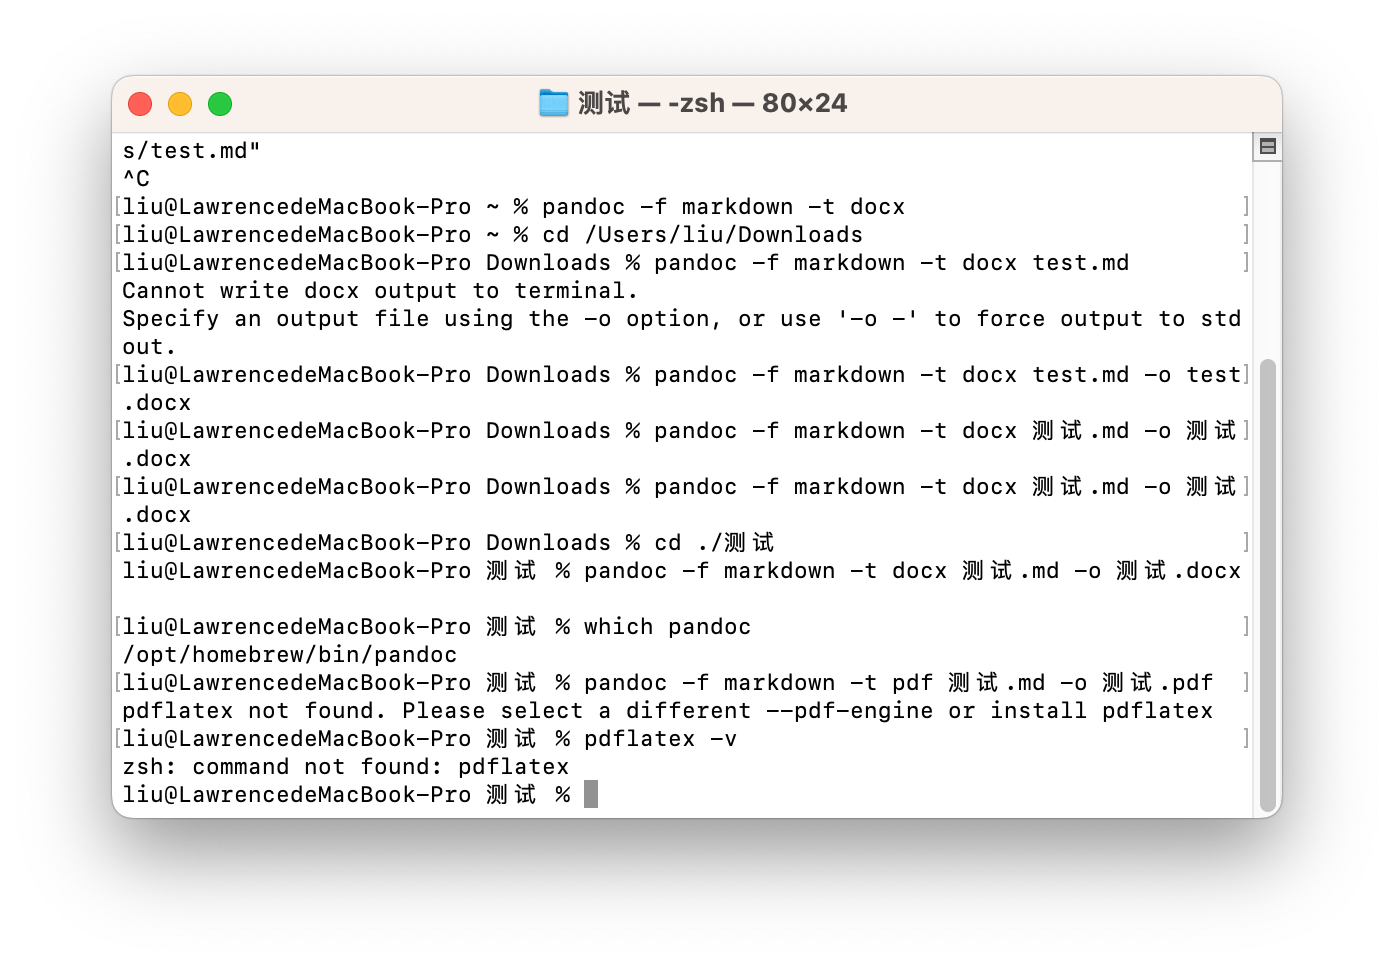 测试 — -zsh — 80×24
s/test.md"
^C
[liu@LawrencedeMacBook-Pro ~ % pandoc -f markdown -t docx ]
[liu@LawrencedeMacBook-Pro ~ % cd /Users/liu/Downloads ]
[liu@LawrencedeMacBook-Pro Downloads % pandoc -f markdown -t docx test.md ]
Cannot write docx output to terminal.
Specify an output file using the -o option, or use '-o -' to force output to std
out.
[liu@LawrencedeMacBook-Pro Downloads % pandoc -f markdown -t docx test.md -o test]
.docx
[liu@LawrencedeMacBook-Pro Downloads % pandoc -f markdown -t docx 测试.md -o 测试]
.docx
[liu@LawrencedeMacBook-Pro Downloads % pandoc -f markdown -t docx 测试.md -o 测试]
.docx
[liu@LawrencedeMacBook-Pro Downloads % cd ./测试 ]
liu@LawrencedeMacBook-Pro 测试 % pandoc -f markdown -t docx 测试.md -o 测试.docx
[liu@LawrencedeMacBook-Pro 测试 % which pandoc ]
/opt/homebrew/bin/pandoc
[liu@LawrencedeMacBook-Pro 测试 % pandoc -f markdown -t pdf 测试.md -o 测试.pdf ]
pdflatex not found. Please select a different --pdf-engine or install pdflatex
[liu@LawrencedeMacBook-Pro 测试 % pdflatex -v ]
zsh: command not found: pdflatex
liu@LawrencedeMacBook-Pro 测试 %